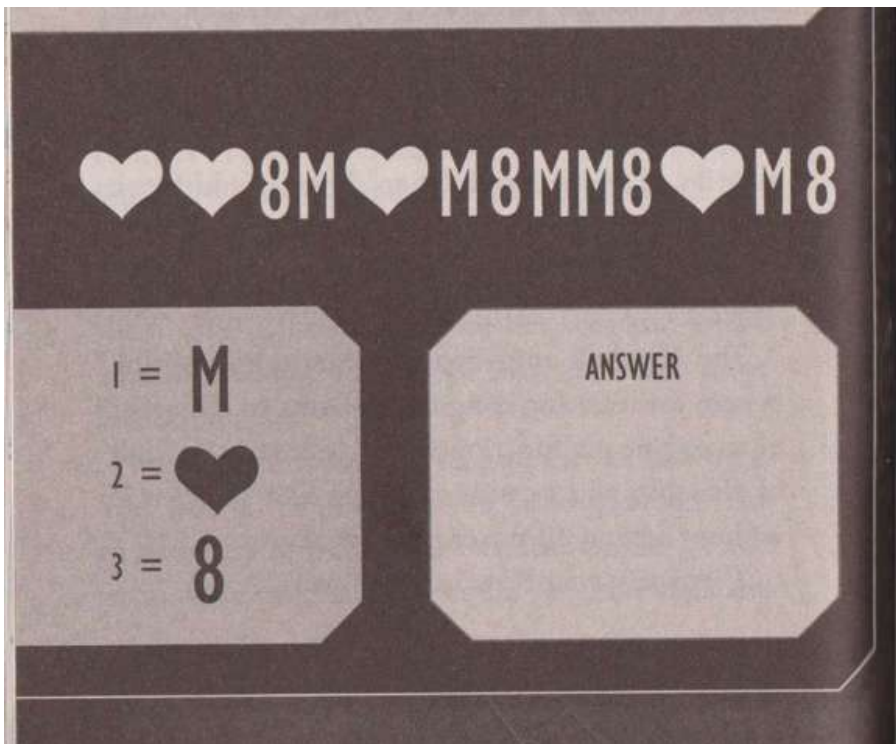 ♥♥8M♥M8MM8♥M8
1 = M
2 = ♥
3 = 8
ANSWER